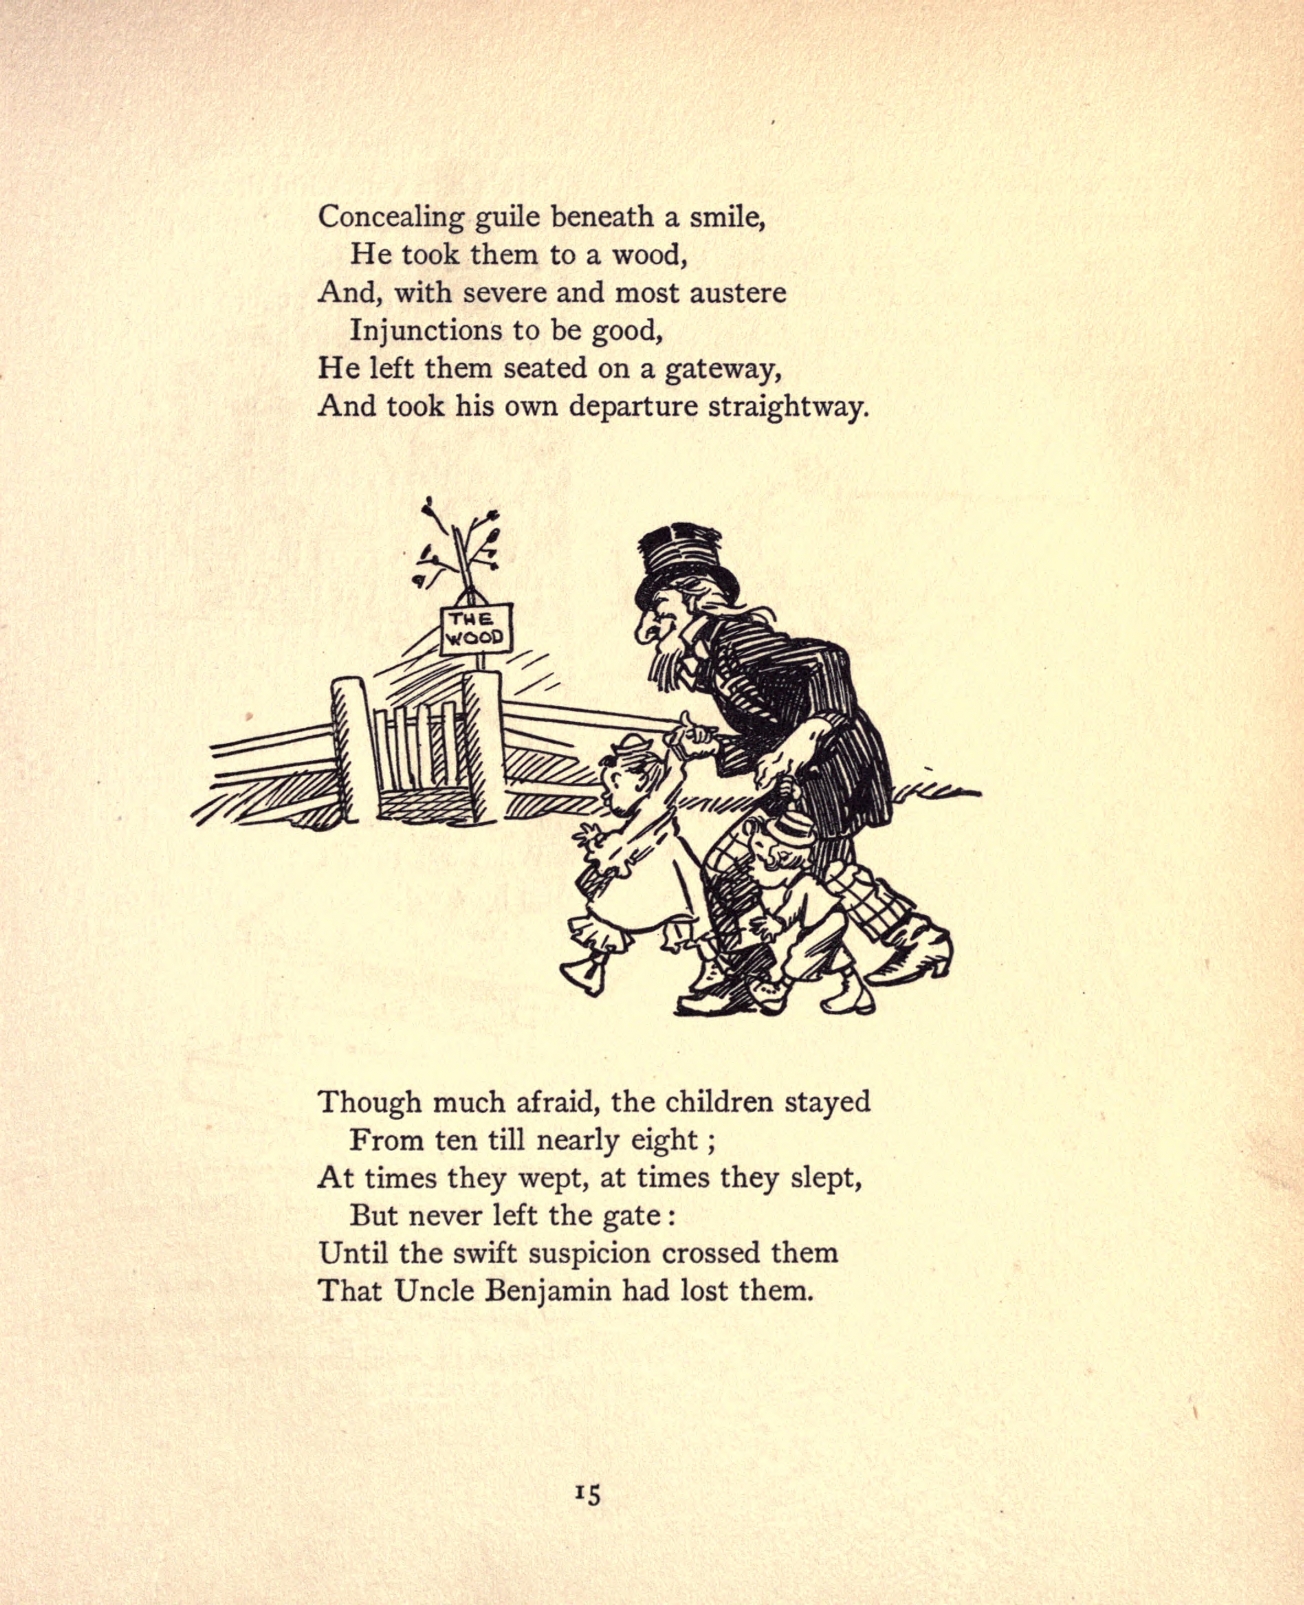 Concealing guile beneath a smile,
He took them to a wood,
And, with severe and most austere
Injunctions to be good,
He left them seated on a gateway,
And took his own departure straightway.
THE
WOOD
Though much afraid, the children stayed
From ten till nearly eight ;
At times they wept, at times they slept,
But never left the gate :
Until the swift suspicion crossed them
That Uncle Benjamin had lost them.
15